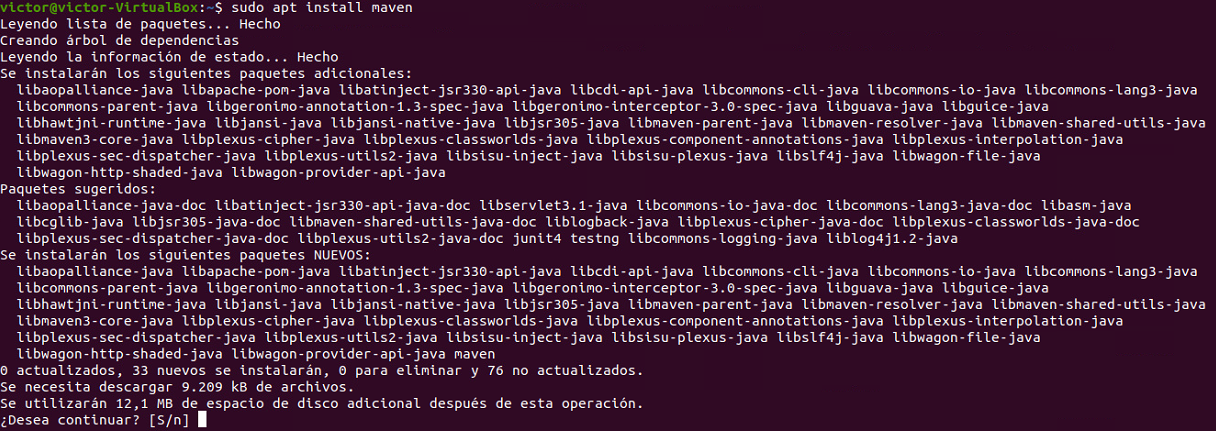 victor@victor-VirtualBox:~$ sudo apt install maven
Leyendo lista de paquetes... Hecho
Creando árbol de dependencias
Leyendo la información de estado... Hecho
Se instalarán los siguientes paquetes adicionales:
  libaopalliance-java libapache-pom-java libatinject-jsr330-api-java libcdi-api-java libcommons-cli-java libcommons-io-java libcommons-lang3-java
  libcommons-parent-java libgeronimo-annotation-1.3-spec-java libgeronimo-interceptor-3.0-spec-java libguava-java libguice-java
  libhawtjni-runtime-java libjansi-java libjansi-native-java libjsr305-java libmaven-parent-java libmaven-resolver-java libmaven-shared-utils-java
  libmaven3-core-java libplexus-cipher-java libplexus-classworlds-java libplexus-component-annotations-java libplexus-interpolation-java
  libplexus-sec-dispatcher-java libplexus-utils2-java libsisu-inject-java libsisu-plexus-java libslf4j-java libwagon-file-java
  libwagon-http-shaded-java libwagon-provider-api-java
Paquetes sugeridos:
  libaopalliance-java-doc libatinject-jsr330-api-java-doc libservlet3.1-java libcommons-io-java-doc libcommons-lang3-java-doc libasm-java
  libcglib-java libjsr305-java-doc libmaven-shared-utils-java-doc liblogback-java libplexus-cipher-java-doc libplexus-classworlds-java-doc
  libplexus-sec-dispatcher-java-doc libplexus-utils2-java-doc junit4 testng libcommons-logging-java liblog4j1.2-java
Se instalarán los siguientes paquetes NUEVOS:
  libaopalliance-java libapache-pom-java libatinject-jsr330-api-java libcdi-api-java libcommons-cli-java libcommons-io-java libcommons-lang3-java
  libcommons-parent-java libgeronimo-annotation-1.3-spec-java libgeronimo-interceptor-3.0-spec-java libguava-java libguice-java
  libhawtjni-runtime-java libjansi-java libjansi-native-java libjsr305-java libmaven-parent-java libmaven-resolver-java libmaven-shared-utils-java
  libmaven3-core-java libplexus-cipher-java libplexus-classworlds-java libplexus-component-annotations-java libplexus-interpolation-java
  libplexus-sec-dispatcher-java libplexus-utils2-java libsisu-inject-java libsisu-plexus-java libslf4j-java libwagon-file-java
  libwagon-http-shaded-java libwagon-provider-api-java maven
0 actualizados, 33 nuevos se instalarán, 0 para eliminar y 76 no actualizados.
Se necesita descargar 9.209 kB de archivos.
Se utilizarán 12,1 MB de espacio de disco adicional después de esta operación.
¿Desea continuar? [S/n]